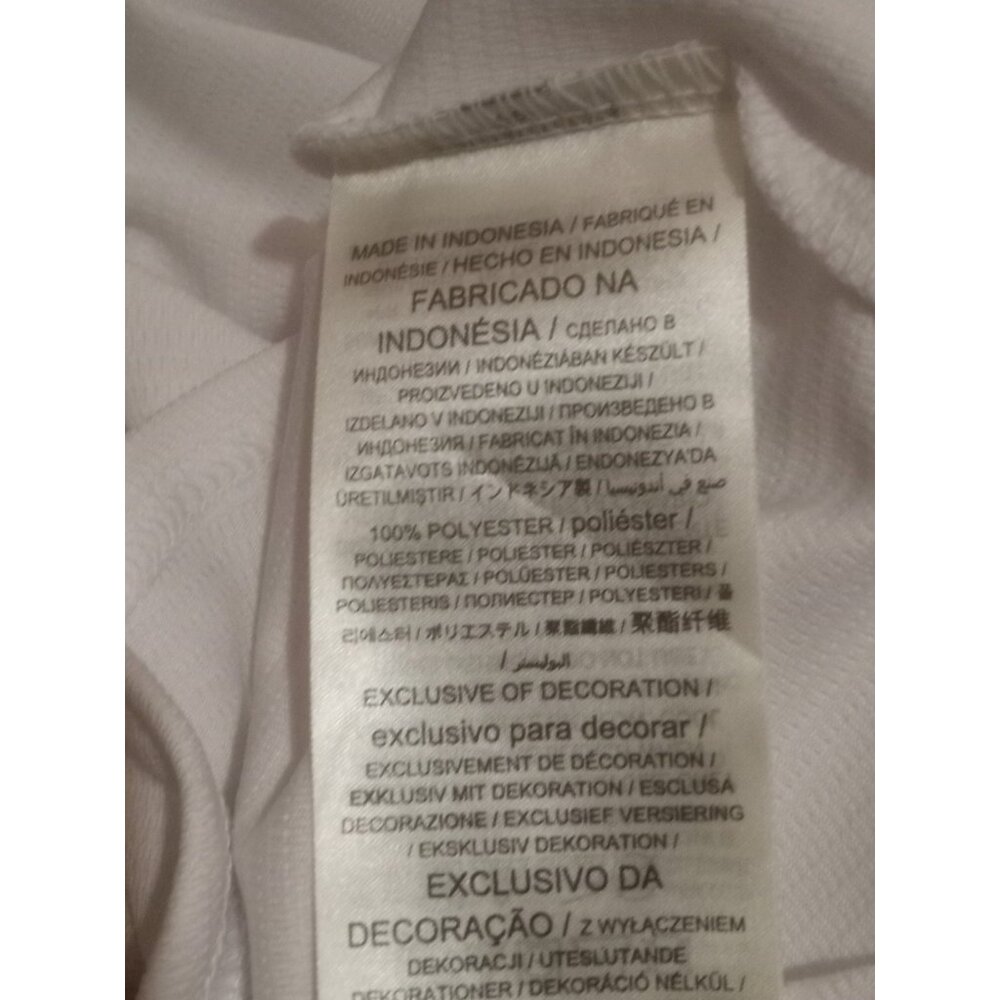 MADE IN INDONESIA / FABRIQUÉ EN
INDONÉSIE / HECHO EN INDONESIA /
FABRICADO NA
INDONÉSIA / СДЕЛАНО В
ИНДОНЕЗИИ / INDONÉZIÁBAN KÉSZÜLT /
PROIZVEDENO U INDONEZIJI /
IZDELANO V INDONEZIJI / ПРОИЗВЕДЕНО В
ИНДОНЕЗИЯ / FABRICAT ÎN INDONEZIA /
IZGATAVOTS INDONĒZIJĀ / ENDONEZYA'DA
ÜRETILMIŞTIR / インドネシア製 / صنع في أندونيسيا
100% POLYESTER / poliéster /
POLIESTERE / POLIESTER / POLIÉSZTER /
ΠΟΛΥΕΣΤΕΡΑΣ / POLÜESTER / POLIESTERS /
POLIESTERIS / ПОЛИЕСТЕР / POLYESTERI / 폴
리에스터 / ポリエステル / 聚酯纖維 / 聚酯纤维
/ البوليستر
EXCLUSIVE OF DECORATION /
exclusivo para decorar /
EXCLUSIVEMENT DE DÉCORATION /
EXKLUSIV MIT DEKORATION / ESCLUSA
DECORAZIONE / EXCLUSIEF VERSIERING
/ EKSKLUSIV DEKORATION /
EXCLUSIVO DA
DECORAÇÃO / Z WYŁĄCZENIEM
DEKORACJI / UTESLUTANDE
DEKORATIONER / DEKORÁCIÓ NÉLKÜL /